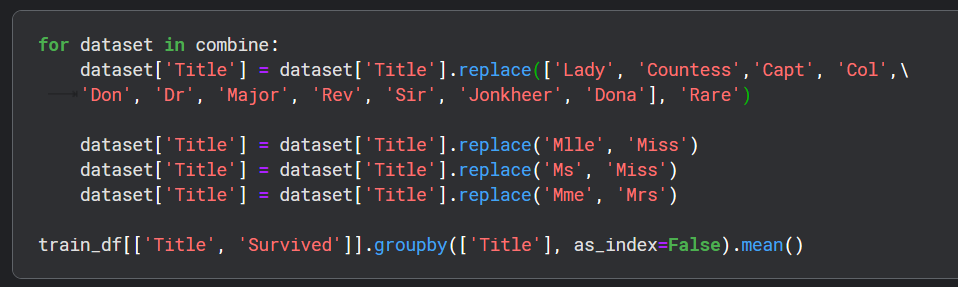 for dataset in combine:
    dataset['Title'] = dataset['Title'].replace(['Lady', 'Countess','Capt', 'Col',\
    'Don', 'Dr', 'Major', 'Rev', 'Sir', 'Jonkheer', 'Dona'], 'Rare')

    dataset['Title'] = dataset['Title'].replace('Mlle', 'Miss')
    dataset['Title'] = dataset['Title'].replace('Ms', 'Miss')
    dataset['Title'] = dataset['Title'].replace('Mme', 'Mrs')

train_df[['Title', 'Survived']].groupby(['Title'], as_index=False).mean()